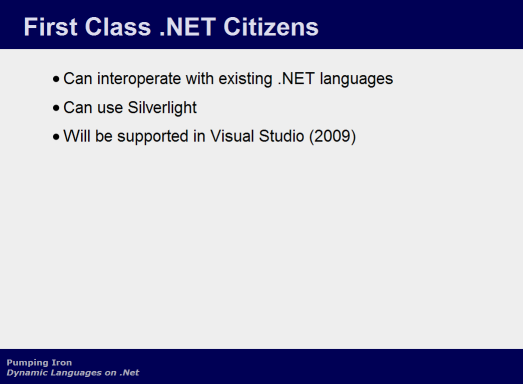 First Class .NET Citizens
● Can interoperate with existing .NET languages
● Can use Silverlight
● Will be supported in Visual Studio (2009)
Pumping Iron
Dynamic Languages on .Net